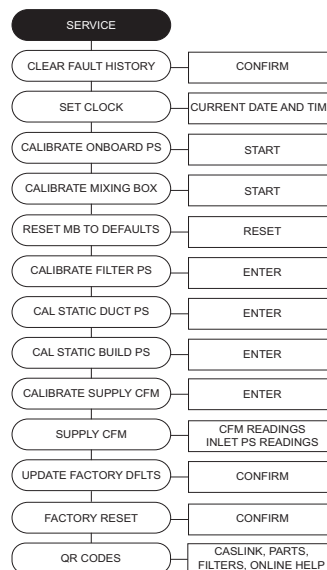 SERVICE
CLEAR FAULT HISTORY
CONFIRM
SET CLOCK
CURRENT DATE AND TIM
CALIBRATE ONBOARD PS
START
CALIBRATE MIXING BOX
START
RESET MB TO DEFAULTS
RESET
CALIBRATE FILTER PS
ENTER
CAL STATIC DUCT PS
ENTER
CAL STATIC BUILD PS
ENTER
CALIBRATE SUPPLY CFM
ENTER
SUPPLY CFM
CFM READINGS
INLET PS READINGS
UPDATE FACTORY DFLTS
CONFIRM
FACTORY RESET
CONFIRM
QR CODES
CASLINK, PARTS,
FILTERS, ONLINE HELP